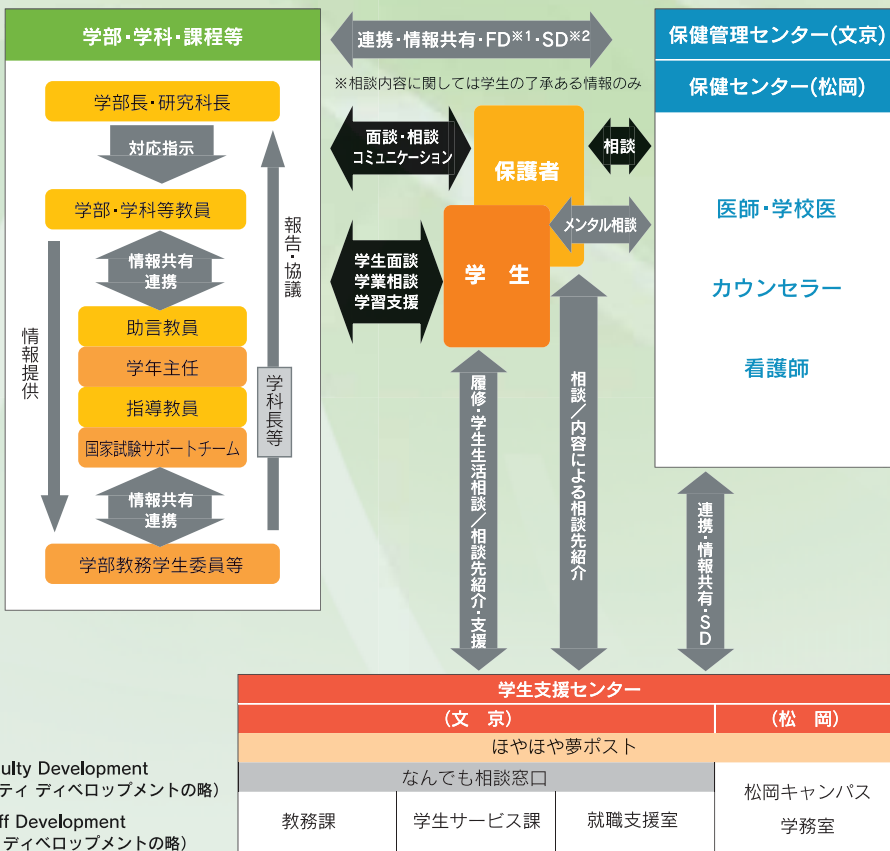 学部・学科・課程等
学部長・研究科長
対応指示
学部・学科等教員
情報共有
連携
助言教員
学年主任
指導教員
国家試験サポートチーム
情報共有
連携
学部教務学生委員等
情報提供
報告・協議
学科長等
連携・情報共有・FD※1・SD※2
※相談内容に関しては学生の了承ある情報のみ
面談・相談
コミュニケーション
保護者
相談
学生面談
学業相談
学習支援
学 生
メンタル相談
保健管理センター(文京)
保健センター(松岡)
医師・学校医
カウンセラー
看護師
履修・学生生活相談/相談先紹介・支援
相談/内容による相談先紹介
連携・情報共有・SD
学生支援センター
(文 京)
(松 岡)
ほやほや夢ポスト
なんでも相談窓口
教務課
学生サービス課
就職支援室
松岡キャンパス
学務室
ulty Development
ティ ディベロップメントの略)
ff Development
ディベロップメントの略)